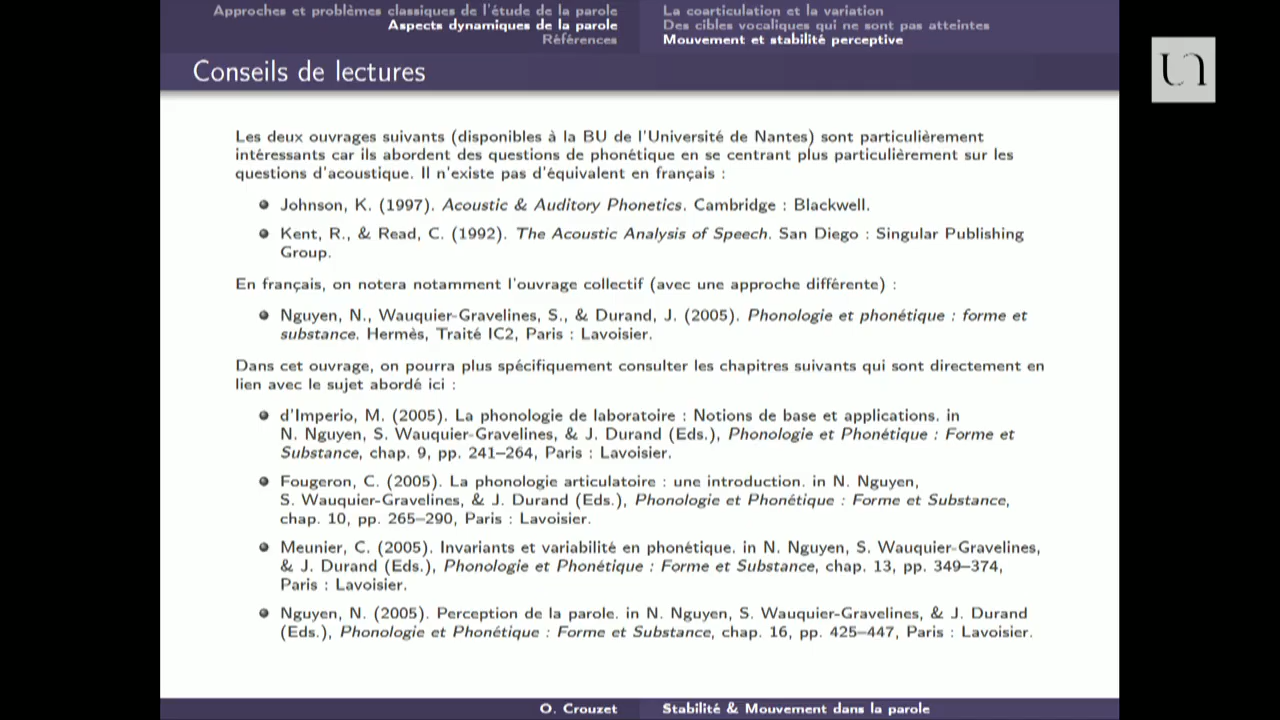 Approches et problèmes classiques de l'étude de la parole
Aspects dynamiques de la parole
Références
La coarticulation et la variation
Des cibles vocaliques qui ne sont pas atteintes
Mouvement et stabilité perceptive
Conseils de lectures
Les deux ouvrages suivants (disponibles à la BU de l'Université de Nantes) sont particulièrement
intéressants car ils abordent des questions de phonétique en se centrant plus particulièrement sur les
questions d'acoustique. Il n'existe pas d'équivalent en français :
Johnson, K. (1997). Acoustic & Auditory Phonetics. Cambridge : Blackwell.
Kent, R., & Read, C. (1992). The Acoustic Analysis of Speech. San Diego : Singular Publishing
Group.
En français, on notera notamment l'ouvrage collectif (avec une approche différente) :
Nguyen, N., Wauquier-Gravelines, S., & Durand, J. (2005). Phonologie et phonétique : forme et
substance. Hermès, Traité IC2, Paris : Lavoisier.
Dans cet ouvrage, on pourra plus spécifiquement consulter les chapitres suivants qui sont directement en
lien avec le sujet abordé ici :
d'Imperio, M. (2005). La phonologie de laboratoire : Notions de base et applications. in
N. Nguyen, S. Wauquier-Gravelines, & J. Durand (Eds.), Phonologie et Phonétique : Forme et
Substance, chap. 9, pp. 241–264, Paris : Lavoisier.
Fougeron, C. (2005). La phonologie articulatoire : une introduction. in N. Nguyen,
S. Wauquier-Gravelines, & J. Durand (Eds.), Phonologie et Phonétique : Forme et Substance,
chap. 10, pp. 265–290, Paris : Lavoisier.
Meunier, C. (2005). Invariants et variabilité en phonétique. in N. Nguyen, S. Wauquier-Gravelines,
& J. Durand (Eds.), Phonologie et Phonétique : Forme et Substance, chap. 13, pp. 349–374,
Paris : Lavoisier.
Nguyen, N. (2005). Perception de la parole. in N. Nguyen, S. Wauquier-Gravelines, & J. Durand
(Eds.), Phonologie et Phonétique : Forme et Substance, chap. 16, pp. 425–447, Paris : Lavoisier.
O. Crouzet
Stabilité & Mouvement dans la parole